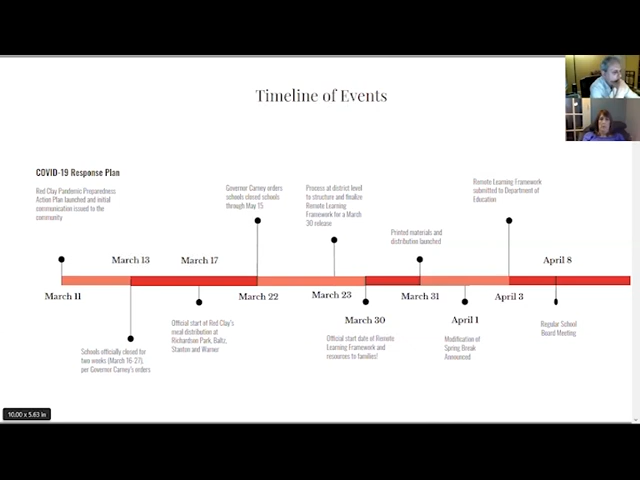 Timeline of Events
COVID-19 Response Plan
Red Clay Pandemic Preparedness
Action Plan launched and initial
communication issued to the
community
Governor Carney orders
schools closed schools
through May 15
Process at district level
to structure and finalize
Remote Learning
Framework for a March
30 release
Printed materials and
distribution launched
Remote Learning Framework
submitted to Department of
Education
March 13
March 17
April 8
March 11
March 22
March 23
March 31
April 3
March 30
April 1
Schools officially closed for
two weeks (March 16-27),
per Governor Carney's orders
Official start of Red Clay's
meal distribution at
Richardson Park, Baltz,
Stanton and Warner
Official start date of Remote
Learning Framework and
resources to families!
Modification of
Spring Break
Announced
Regular School
Board Meeting
10.00 x 5.63 in